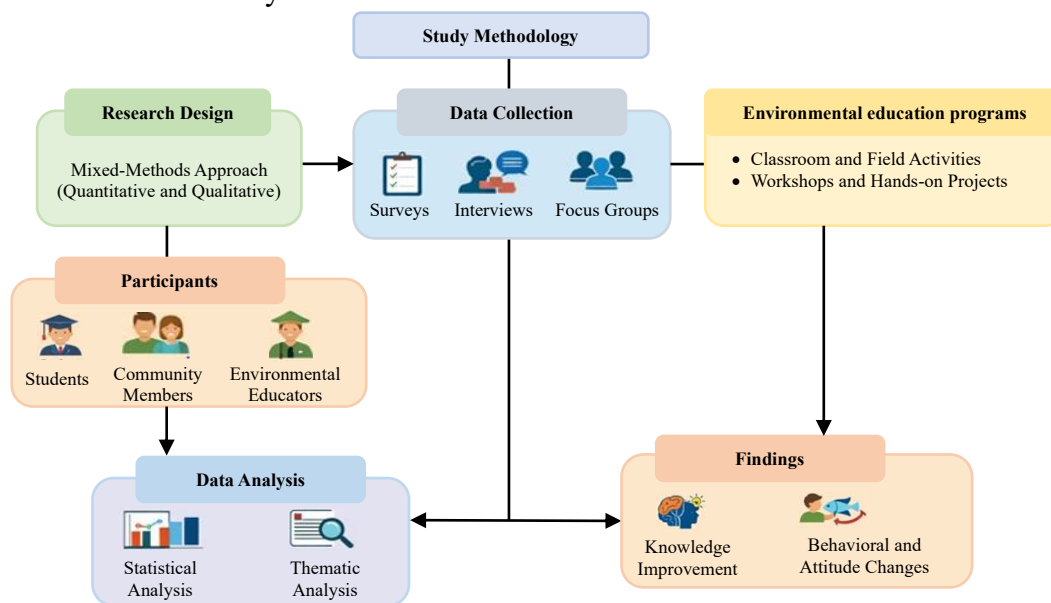 Study Methodology
Research Design
Mixed-Methods Approach
(Quantitative and Qualitative)
Data Collection
Surveys
Interviews
Focus Groups
Environmental education programs
• Classroom and Field Activities
• Workshops and Hands-on Projects
Participants
Students
Community
Members
Environmental
Educators
Data Analysis
Statistical
Analysis
Thematic
Analysis
Findings
Knowledge
Improvement
Behavioral and
Attitude Changes